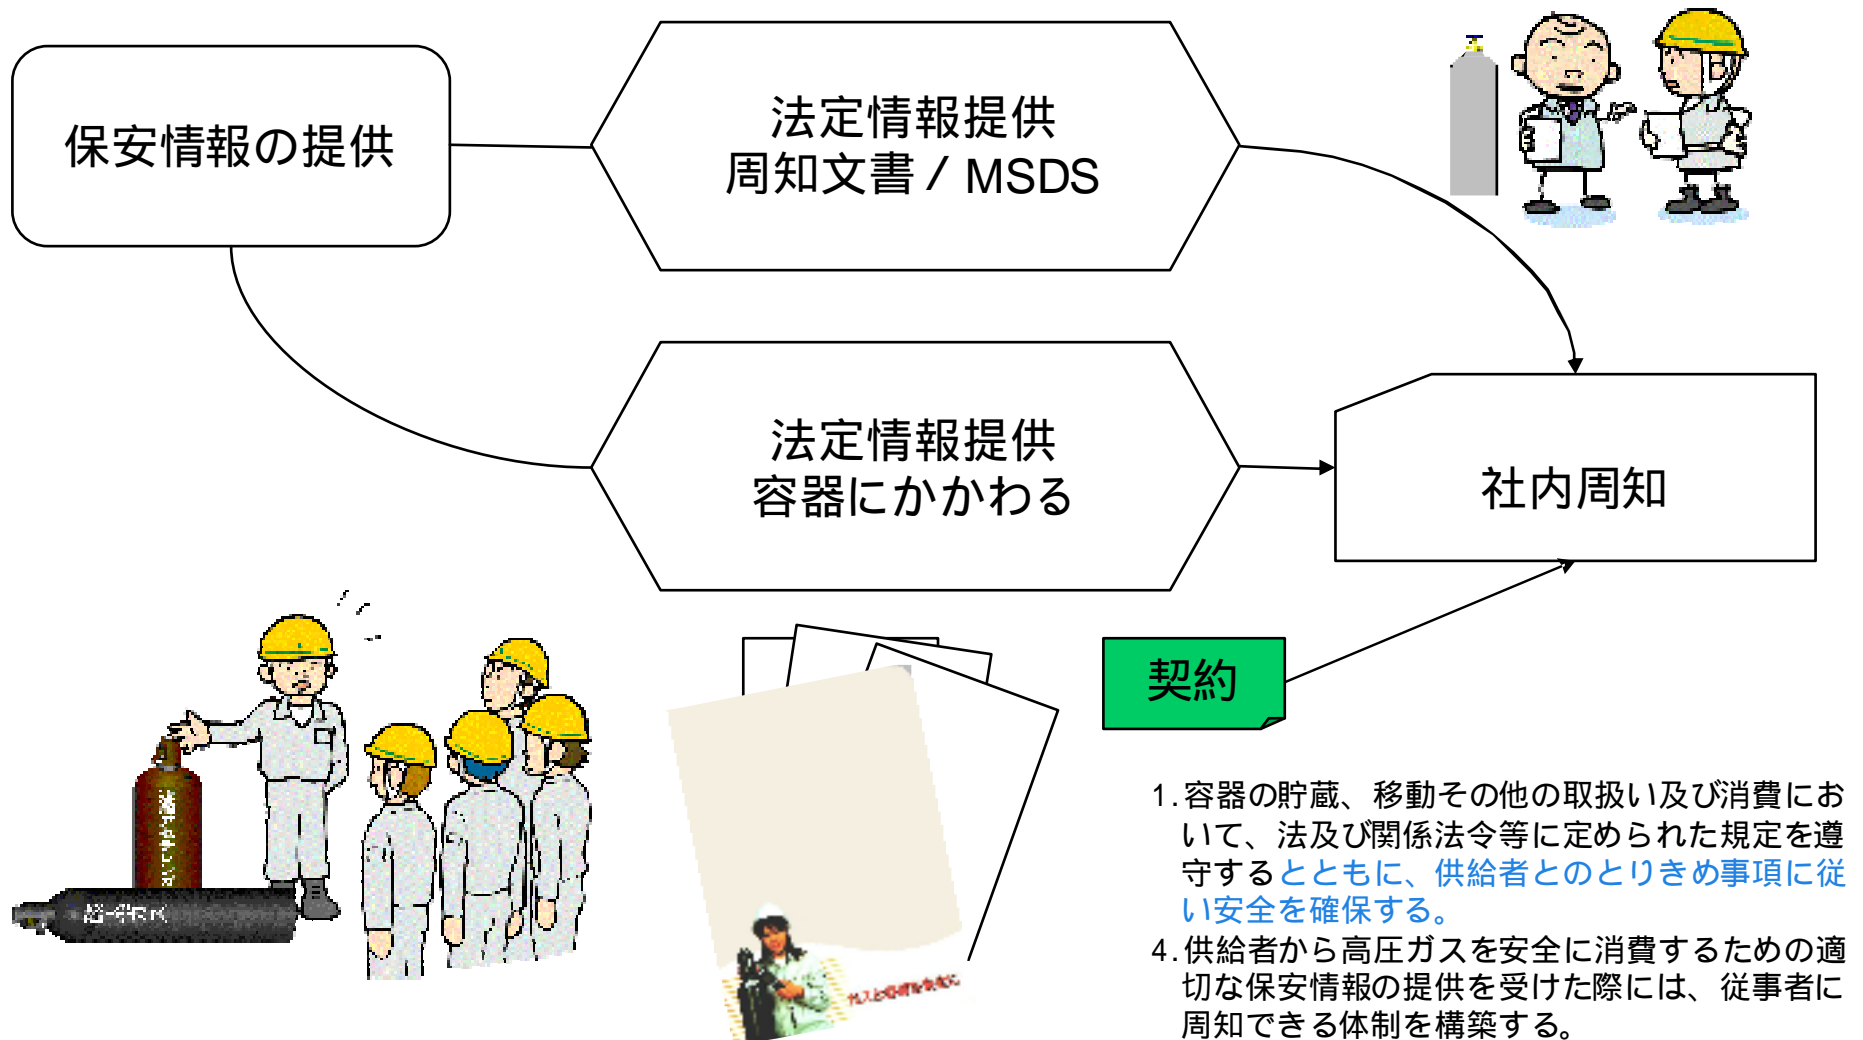 保安情報の提供
法定情報提供
周知文書／MSDS
法定情報提供
容器にかかわる
社内周知
契約
1.容器の貯蔵、移動その他の取扱い及び消費にお
いて、法及び関係法令等に定められた規定を遵
守するとともに、供給者とのとりきめ事項に従
い安全を確保する。
4.供給者から高圧ガスを安全に消費するための適
切な保安情報の提供を受けた際には、従事者に
周知できる体制を構築する。